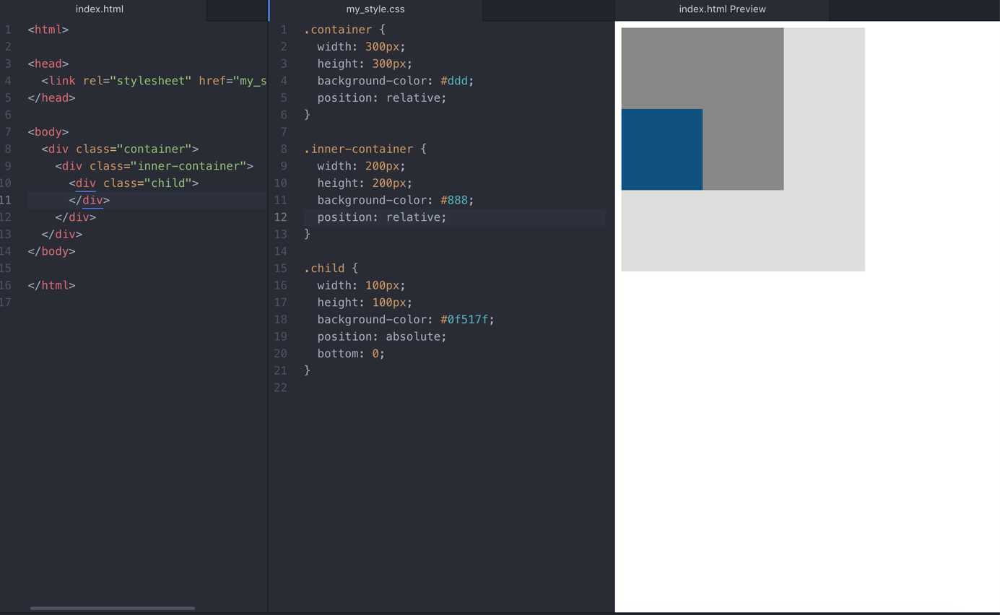 index.html
1 <html>
2
3 <head>
4 <link rel="stylesheet" href="my_s
5 </head>
6
7 <body>
8 <div class="container">
9 <div class="inner-container">
10 <div class="child">
11 </div>
12 </div>
13 </div>
14 </body>
15
16 </html>
17
my_style.css
1 .container {
2 width: 300px;
3 height: 300px;
4 background-color: #ddd;
5 position: relative;
6 }
7
8 .inner-container {
9 width: 200px;
10 height: 200px;
11 background-color: #888;
12 position: relative;
13 }
14
15 .child {
16 width: 100px;
17 height: 100px;
18 background-color: #0f517f;
19 position: absolute;
20 bottom: 0;
21 }
22
index.html Preview